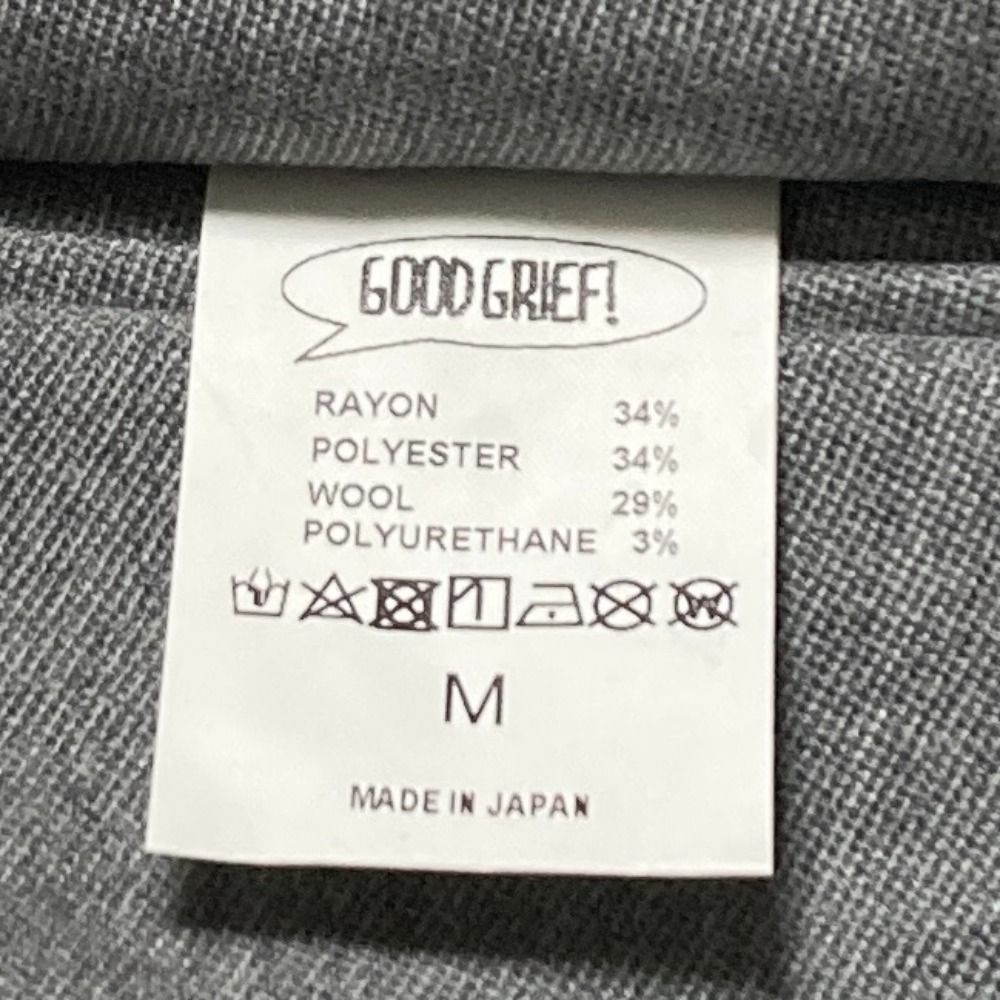 GOOD GRIEF!
RAYON 34%
POLYESTER 34%
WOOL 29%
POLYURETHANE 3%
W
M
MADE IN JAPAN